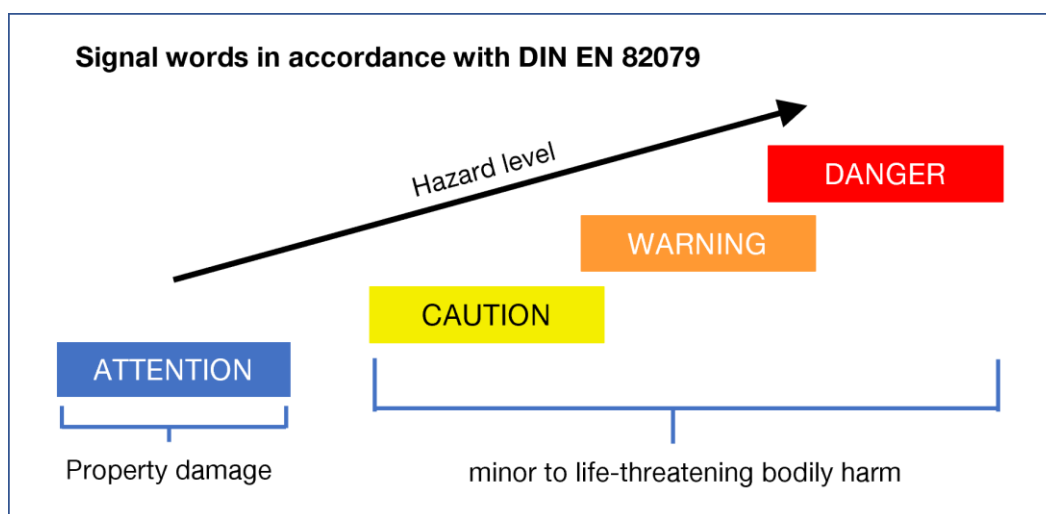 Signal words in accordance with DIN EN 82079
Hazard level
DANGER
WARNING
CAUTION
ATTENTION
Property damage
minor to life-threatening bodily harm